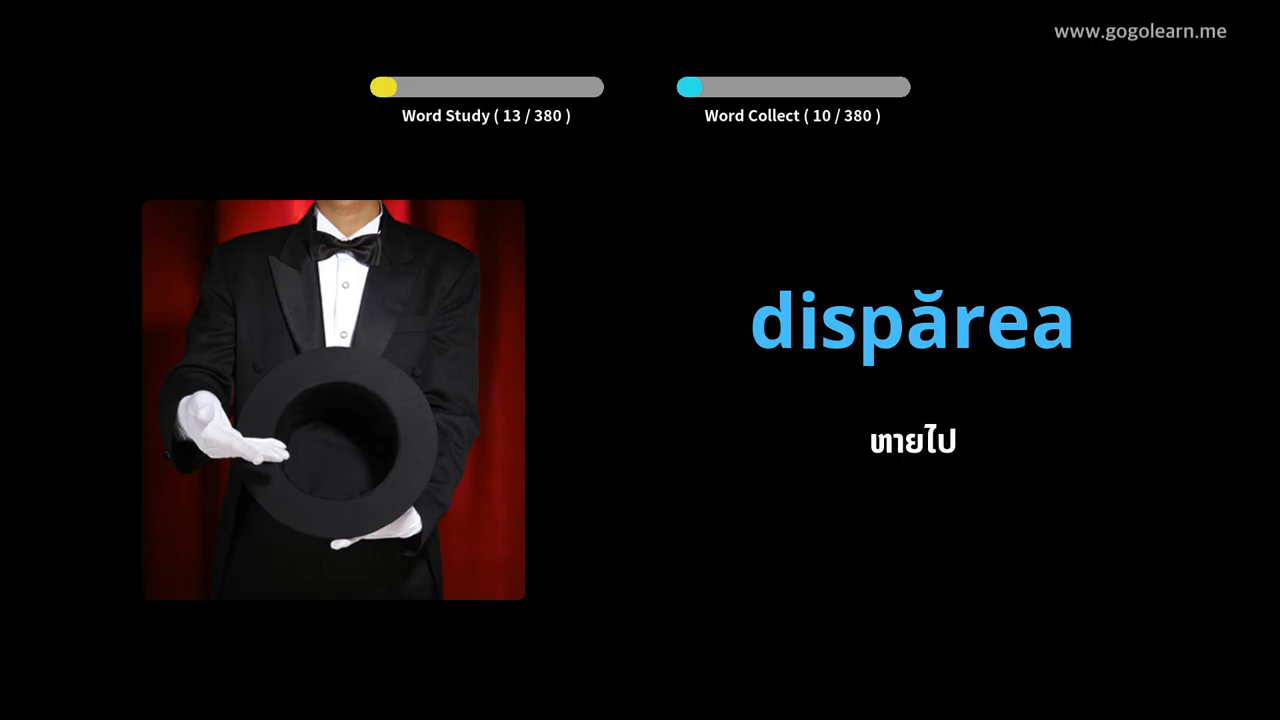 www.gogolearn.me
Word Study ( 13 / 380 )
Word Collect ( 10 / 380 )
dispărea
หายไป